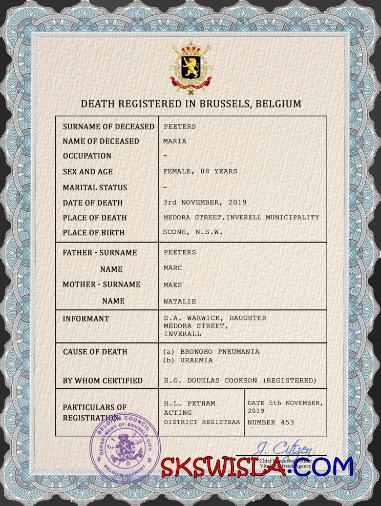 DEATH REGISTERED IN BRUSSELS, BELGIUM
SURNAME OF DECEASED PEETERS
NAME OF DECEASED MARIA
OCCUPATION -
SEX AND AGE FEMALE, 88 YEARS
MARITAL STATUS -
DATE OF DEATH 3rd NOVEMBER, 2019
PLACE OF DEATH MEDORA STREET,INVERELL MUNICIPALITY
PLACE OF BIRTH SCONE, N.S.W.
FATHER - SURNAME PEETERS
NAME MARC
MOTHER - SURNAME MAES
NAME NATALIE
INFORMANT S.A. WARWICK, DAUGHTER
MEDORA STREET,
INVERALL
CAUSE OF DEATH (a) BRONOHO PNEUMANIA
(b) URAEMIA
BY WHOM CERTIFIED H.G. DOUGLAS COOKSON (REGISTERED)
PARTICULARS OF
REGISTRATION
H.L. PETHAM
ACTING
DISTRICT REGISTRAR
DATE 5th NOVEMBER,
2019
NUMBER 453
J. Citizen
SKSWISLA.COM